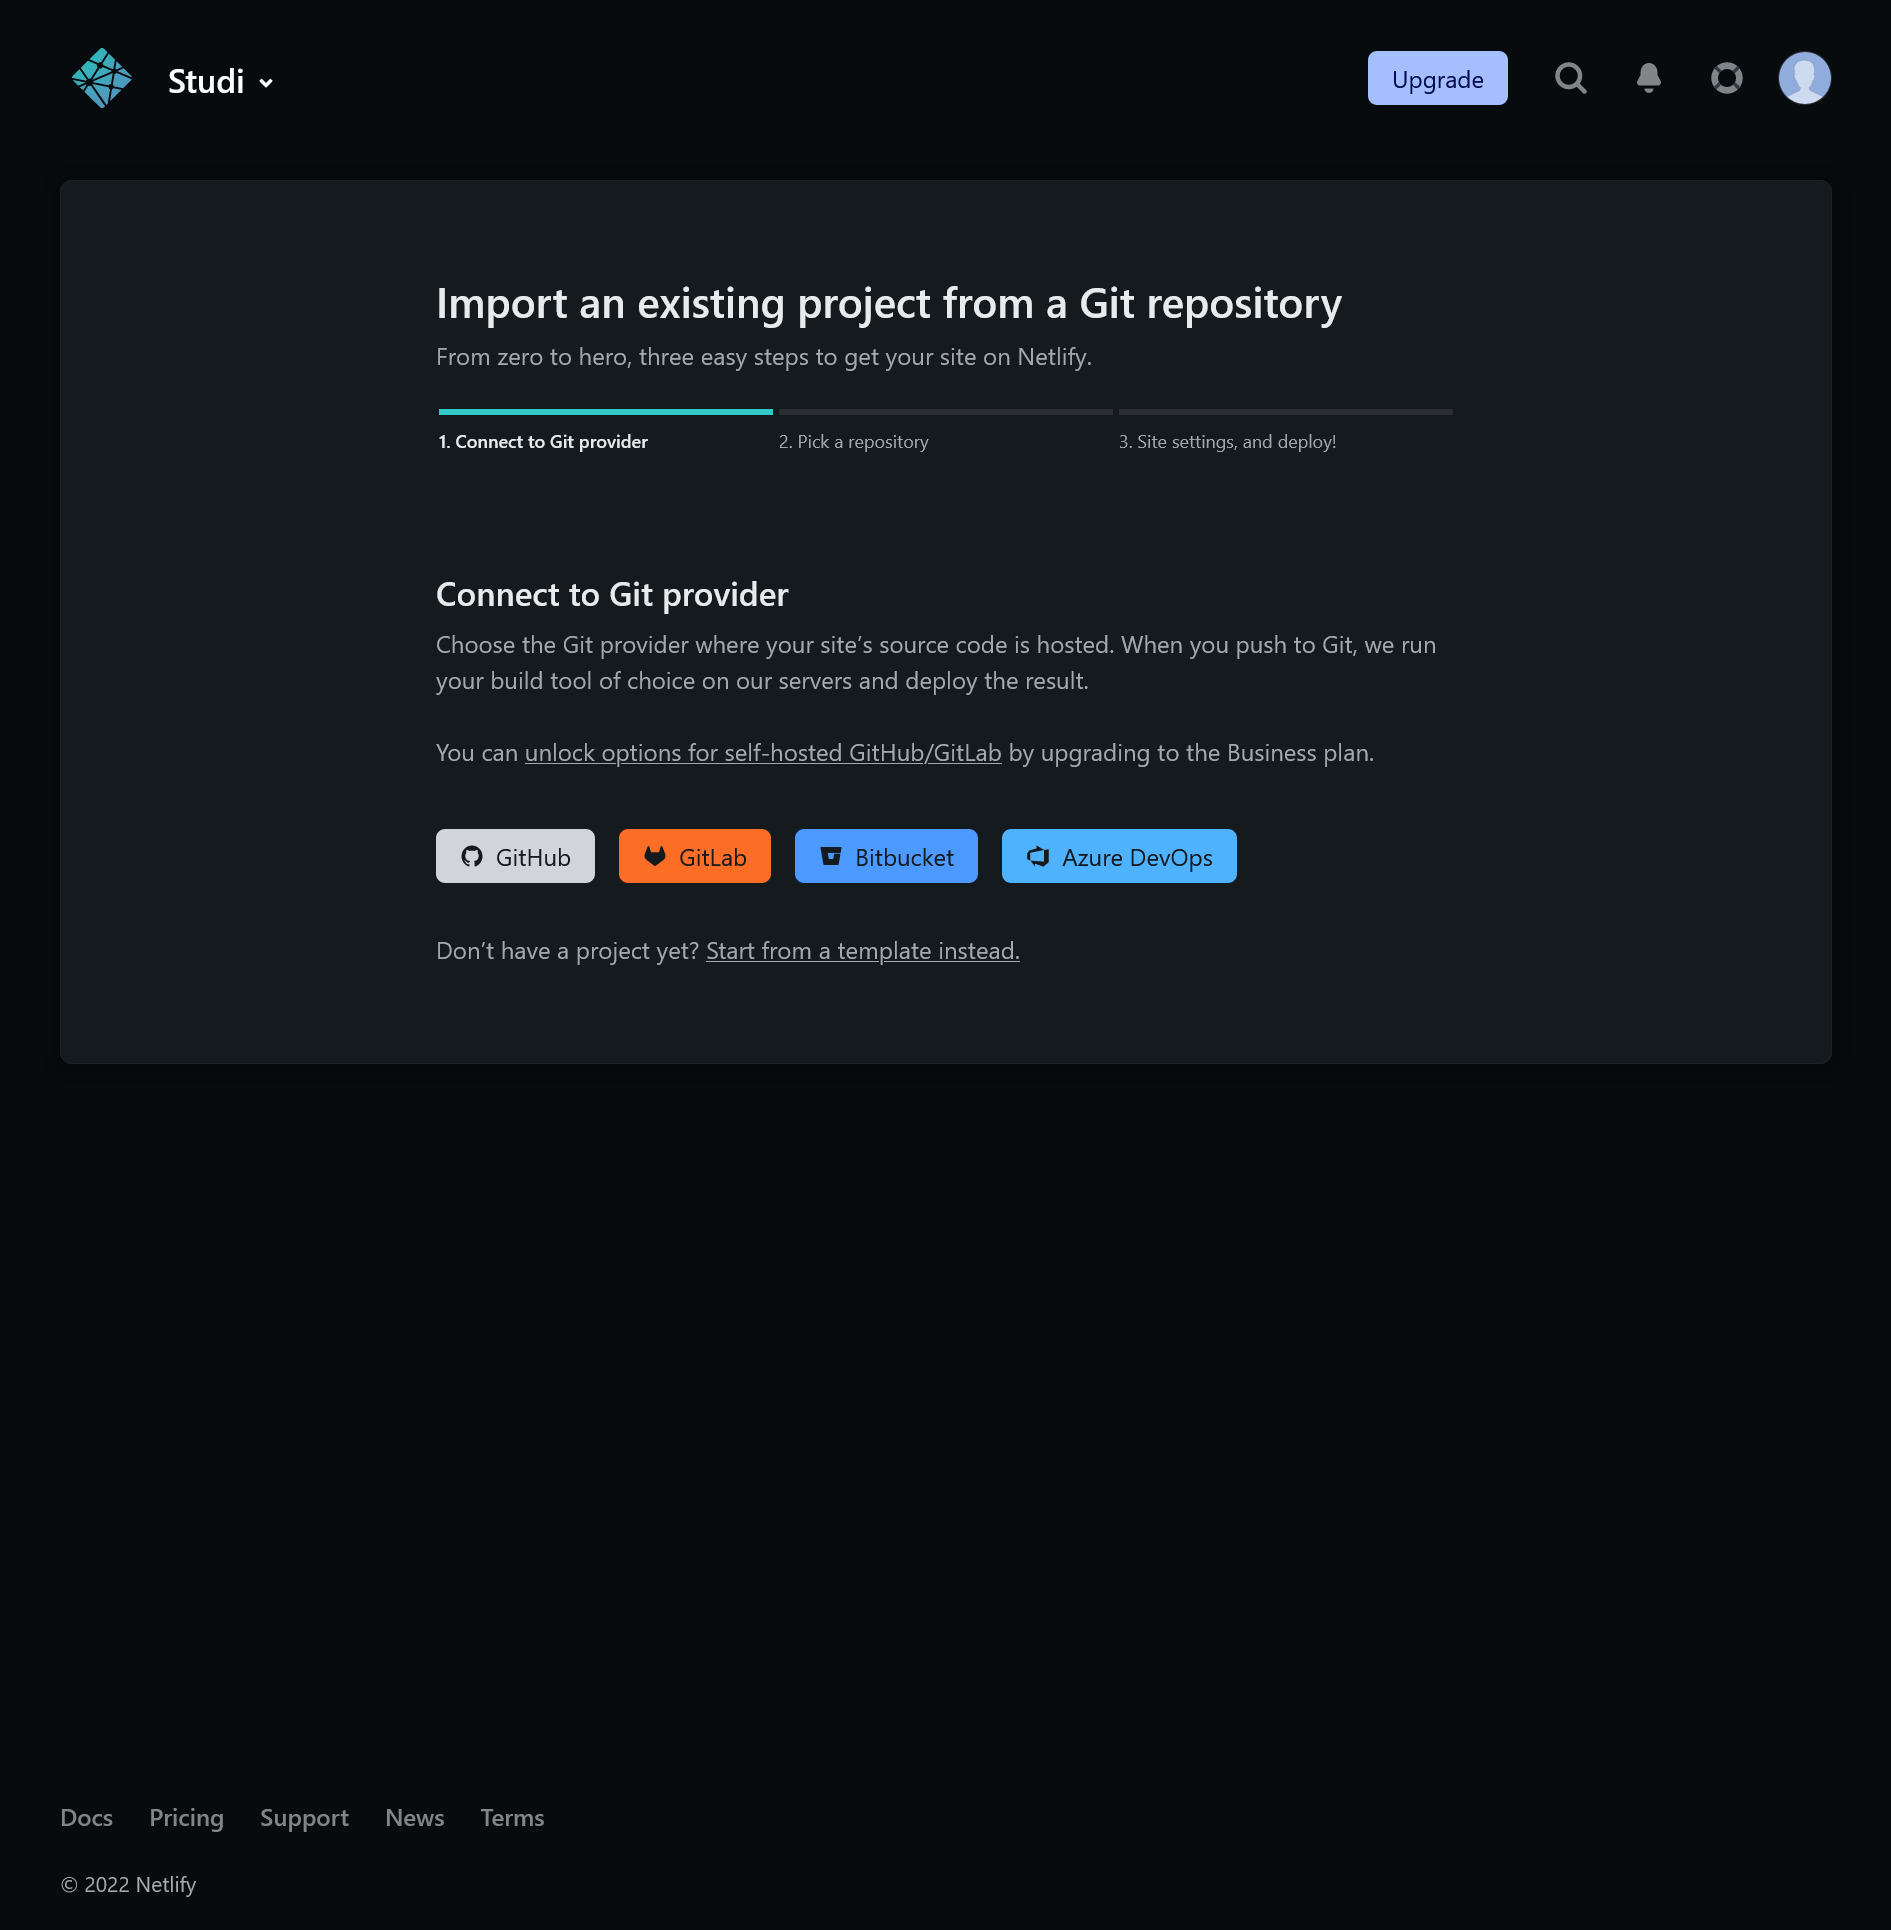 Studi
Upgrade
Import an existing project from a Git repository
From zero to hero, three easy steps to get your site on Netlify.
1. Connect to Git provider
2. Pick a repository
3. Site settings, and deploy!
Connect to Git provider
Choose the Git provider where your site’s source code is hosted. When you push to Git, we run
your build tool of choice on our servers and deploy the result.
You can unlock options for self-hosted GitHub/GitLab by upgrading to the Business plan.
GitHub
GitLab
Bitbucket
Azure DevOps
Don’t have a project yet? Start from a template instead.
Docs
Pricing
Support
News
Terms
© 2022 Netlify